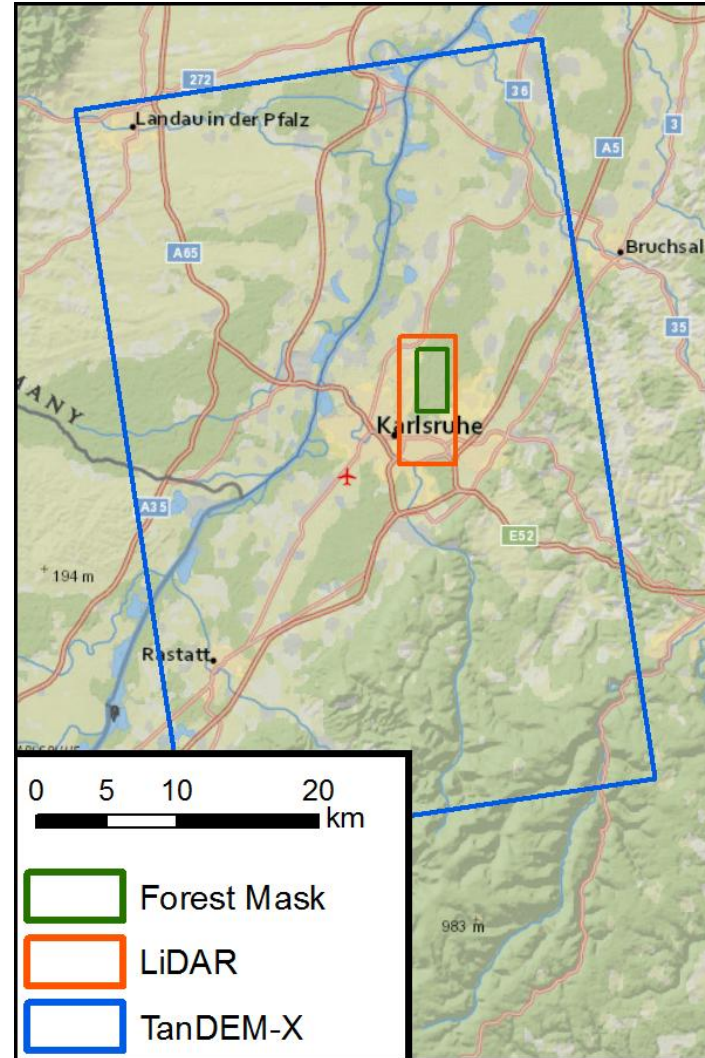 272
Landau in der Pfalz
36
3
A5
A65
Bruchsal
35
MANY
Karlsruhe
A35
E52
194 m
Rastatt
0 5 10 20
km
983 m
Forest Mask
LiDAR
TanDEM-X